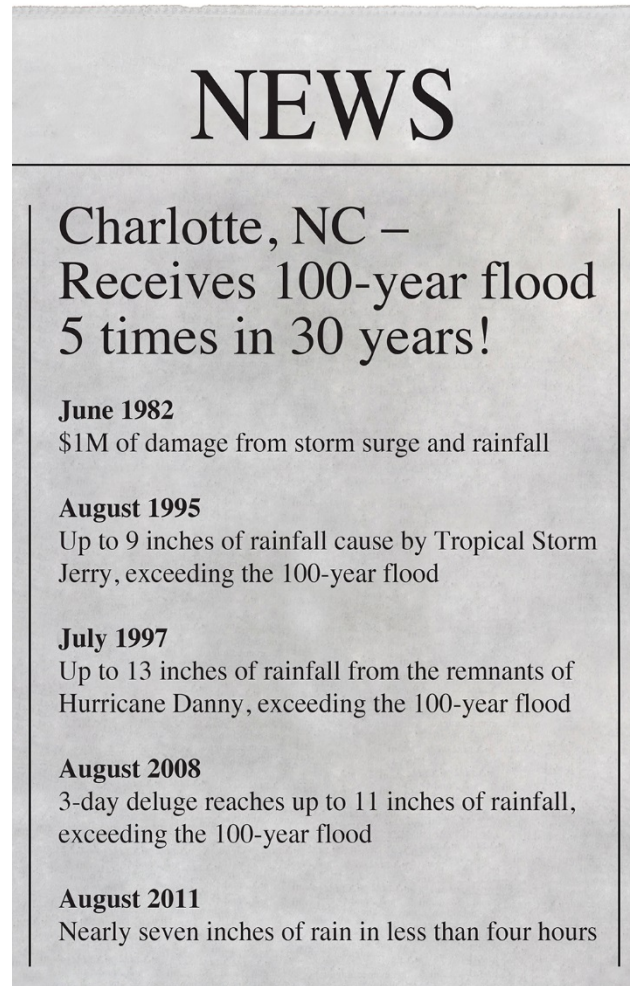 NEWS
Charlotte, NC –
Receives 100-year flood
5 times in 30 years!
June 1982
$1M of damage from storm surge and rainfall
August 1995
Up to 9 inches of rainfall cause by Tropical Storm
Jerry, exceeding the 100-year flood
July 1997
Up to 13 inches of rainfall from the remnants of
Hurricane Danny, exceeding the 100-year flood
August 2008
3-day deluge reaches up to 11 inches of rainfall,
exceeding the 100-year flood
August 2011
Nearly seven inches of rain in less than four hours